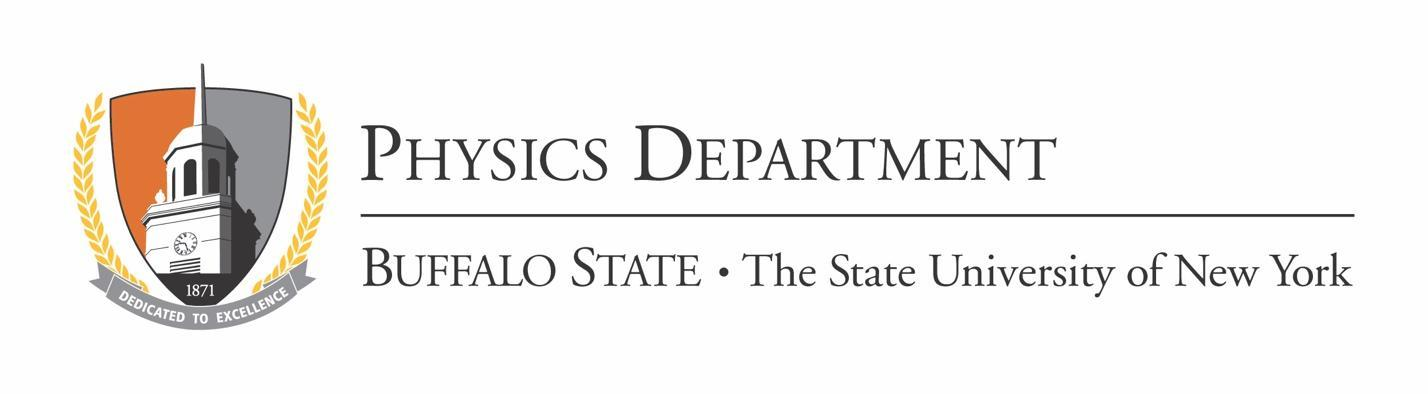 PHYSICS DEPARTMENT
BUFFALO STATE • The State University of New York
1871
DEDICATED TO EXCELLENCE